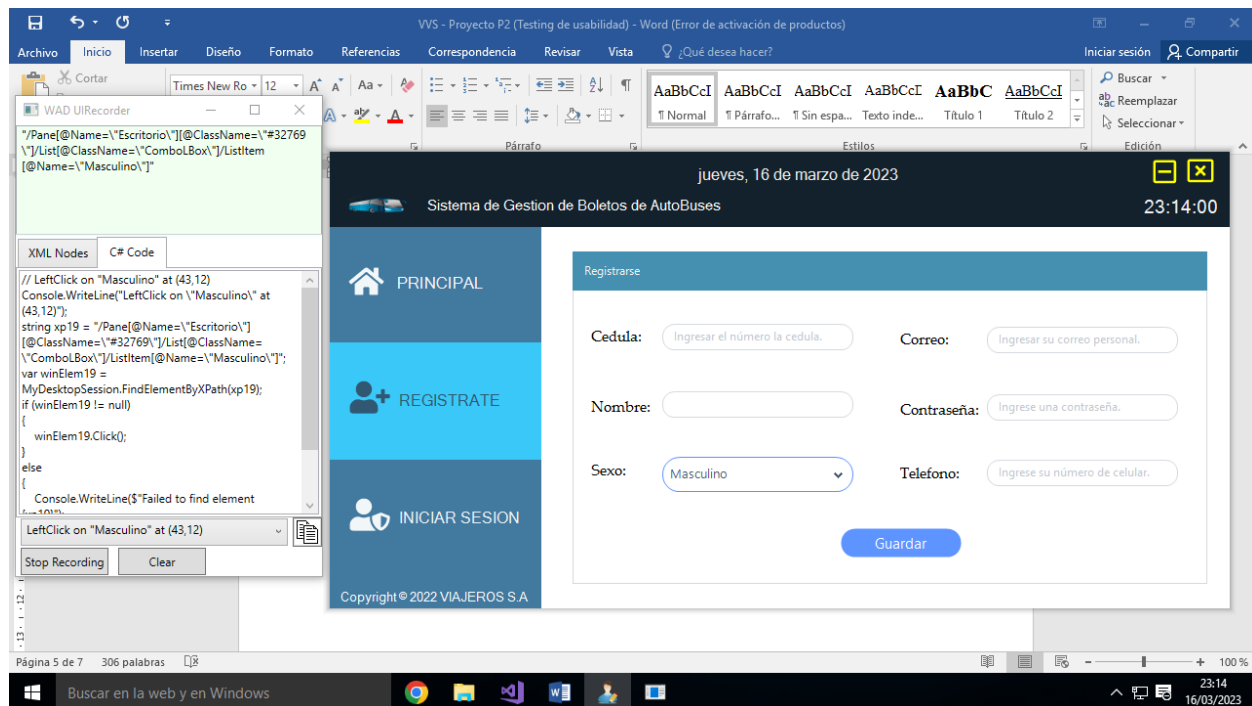 VVS - Proyecto P2 (Testing de usabilidad) - Word (Error de activación de productos)
Archivo Inicio Insertar Diseño Formato Referencias Correspondencia Revisar Vista ¿Qué desea hacer? Iniciar sesión Compartir
Cortar
Times New Ro 12
AaBbCcI AaBbCcI AaBbCcI AaBbCcI AaBbC AaBbCcI
¶ Normal ¶ Párrafo... ¶ Sin espa... Texto inde... Título 1 Título 2
Buscar
Reemplazar
Seleccionar
Párrafo Estilos Edición
WAD UIRecorder
"/Pane[@Name=\"Escritorio\"][@ClassName=\"#32769
\"]/List[@ClassName=\"ComboLBox\"]/ListItem
[@Name=\"Masculino\"]"
XML Nodes C# Code
// LeftClick on "Masculino" at (43,12)
Console.WriteLine("LeftClick on \"Masculino\" at
(43,12)");
string xp19 = "/Pane[@Name=\"Escritorio\"]
[@ClassName=\"#32769\"]/List[@ClassName=
\"ComboLBox\"]/ListItem[@Name=\"Masculino\"]";
var winElem19 =
MyDesktopSession.FindElementByXPath(xp19);
if (winElem19 != null)
{
winElem19.Click();
}
else
{
Console.WriteLine($"Failed to find element
LeftClick on "Masculino" at (43,12)
Stop Recording Clear
jueves, 16 de marzo de 2023
Sistema de Gestion de Boletos de AutoBuses 23:14:00
PRINCIPAL
REGISTRATE
INICIAR SESION
Copyright © 2022 VIAJEROS S.A
Registrarse
Cedula: Ingresar el número la cedula. Correo: Ingresar su correo personal.
Nombre: Contraseña: Ingrese una contraseña.
Sexo: Masculino Telefono: Ingrese su número de celular.
Guardar
Página 5 de 7 306 palabras 100 %
Buscar en la web y en Windows 23:14
16/03/2023